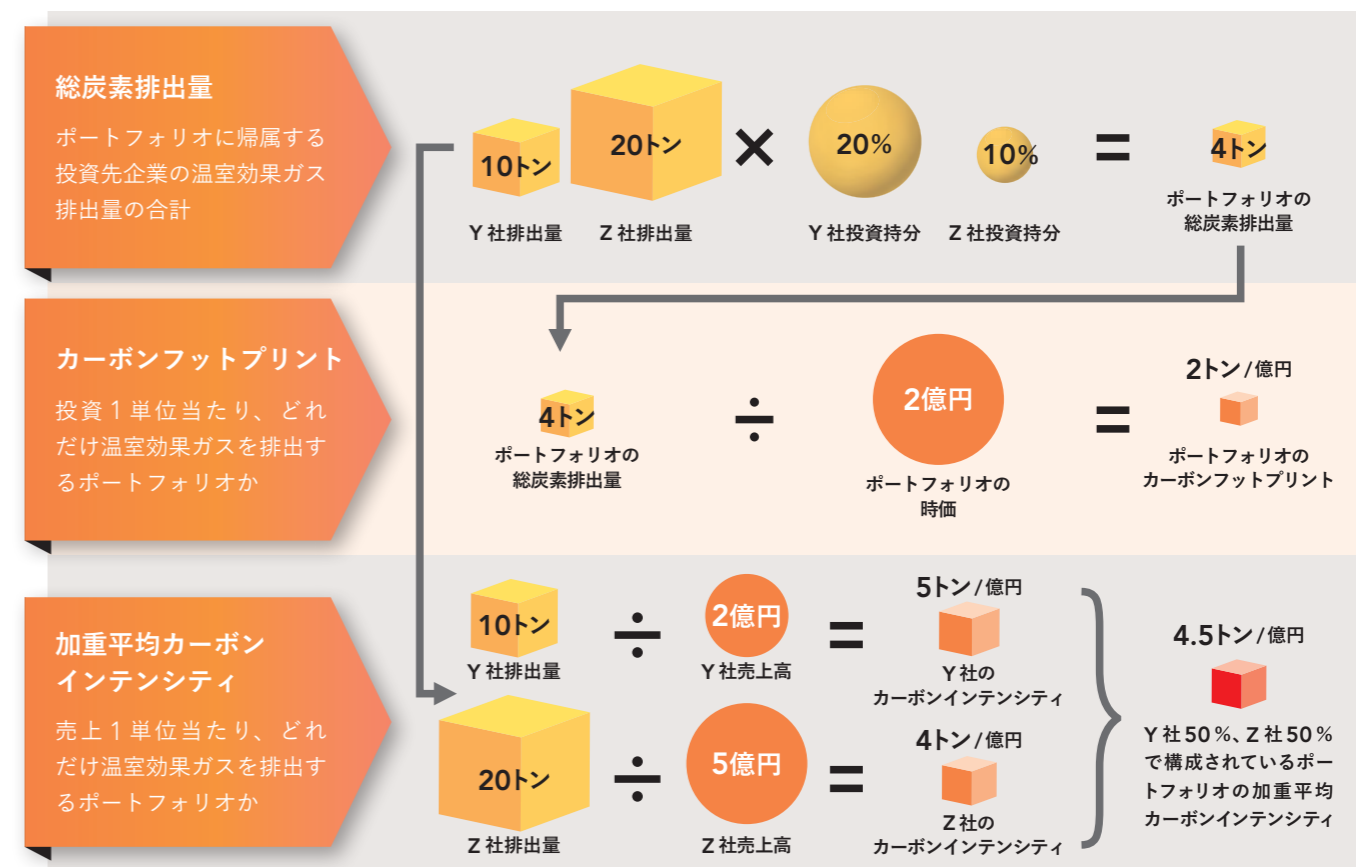 総炭素排出量
ポートフォリオに帰属する
投資先企業の温室効果ガス
排出量の合計
10トン
20トン
×
20%
10%
=
4トン
Y社排出量
Z社排出量
Y社投資持分
Z社投資持分
ポートフォリオの
総炭素排出量
カーボンフットプリント
投資1単位当たり、どれ
だけ温室効果ガスを排出す
るポートフォリオか
4トン
ポートフォリオの
総炭素排出量
÷
2億円
ポートフォリオの
時価
=
2トン/億円
ポートフォリオの
カーボンフットプリント
加重平均カーボン
インテンシティ
売上1単位当たり、どれ
だけ温室効果ガスを排出す
るポートフォリオか
10トン
Y社排出量
÷
2億円
Y社売上高
=
5トン/億円
Y社の
カーボンインテンシティ
20トン
Z社排出量
÷
5億円
Z社売上高
=
4トン/億円
Z社の
カーボンインテンシティ
4.5トン/億円
Y社50%、Z社50%
で構成されているポー
トフォリオの加重平均
カーボンインテンシティ